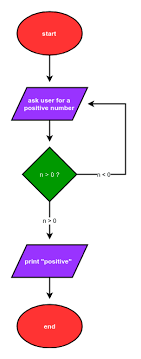 start
ask user for a
positive number
n > 0 ?
n < 0
n > 0
print "positive"
end